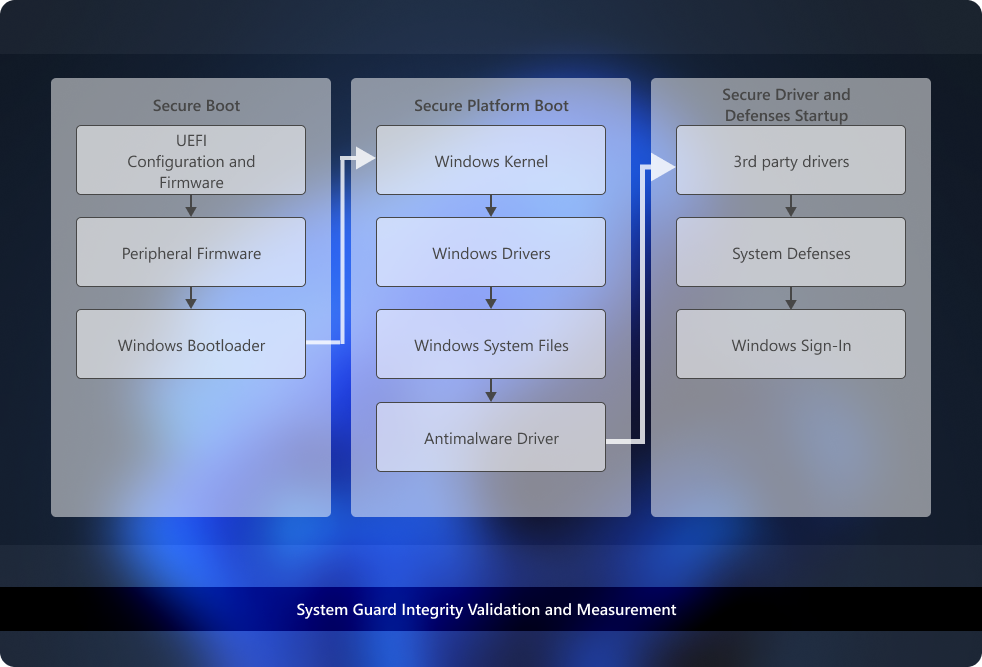 Secure Boot
UEFI
Configuration and
Firmware
Peripheral Firmware
Windows Bootloader
Secure Platform Boot
Windows Kernel
Windows Drivers
Windows System Files
Antimalware Driver
Secure Driver and
Defenses Startup
3rd party drivers
System Defenses
Windows Sign-In
System Guard Integrity Validation and Measurement